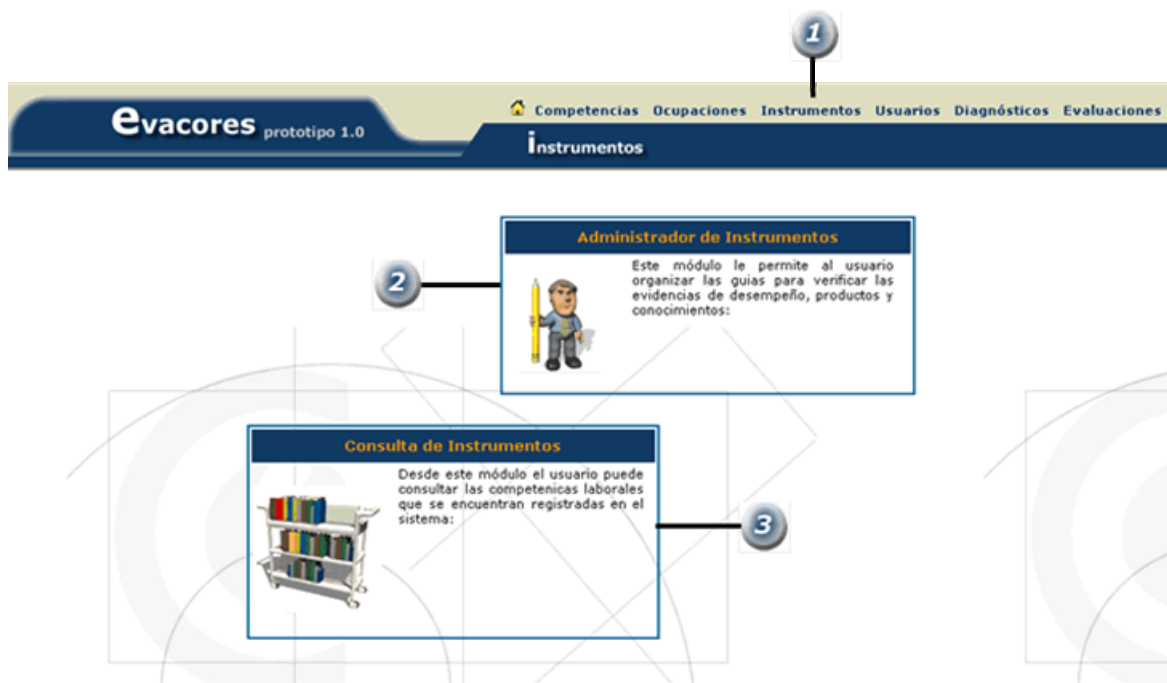 1
evacores prototipo 1.0
Competencias Ocupaciones Instrumentos Usuarios Diagnósticos Evaluaciones
instrumentos
Administrador de Instrumentos
2
Este módulo le permite al usuario
organizar las guias para verificar las
evidencias de desempeño, productos y
conocimientos:
Consulta de Instrumentos
Desde este módulo el usuario puede
consultar las competenicas laborales
que se encuentran registradas en el
sistema:
3